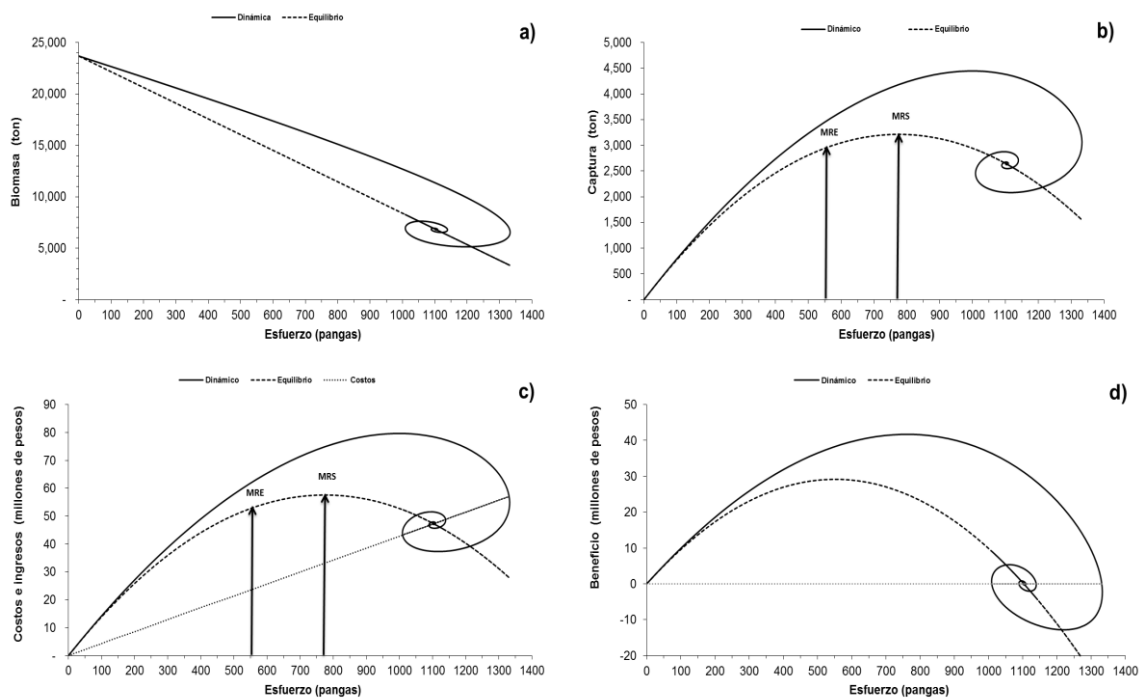 Dinámica Equilibrio
a)
25,000
20,000
15,000
10,000
5,000
-
Biomasa (ton)
0 100 200 300 400 500 600 700 800 900 1000 1100 1200 1300 1400
Esfuerzo (pangas)
Dinámico Equilibrio
b)
5,000
4,500
4,000
3,500
3,000
2,500
2,000
1,500
1,000
500
-
Captura (ton)
MRE
MRS
0 100 200 300 400 500 600 700 800 900 1000 1100 1200 1300 1400
Esfuerzo (pangas)
Dinámico Equilibrio Costos
c)
90
80
70
60
50
40
30
20
10
-
Costos e ingresos (millones de pesos)
MRE
MRS
0 100 200 300 400 500 600 700 800 900 1000 1100 1200 1300 1400
Esfuerzo (pangas)
Dinámico Equilibrio
d)
50
40
30
20
10
0
-10
-20
Beneficio (millones de pesos)
0 100 200 300 400 500 600 700 800 900 1000 1100 1200 1300 1400
Esfuerzo (pangas)